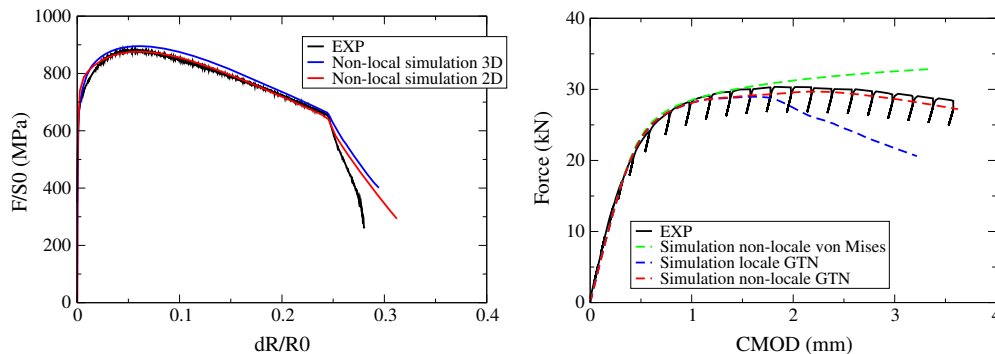 1000
800
600
400
200
0
F/S0 (MPa)
EXP
Non-local simulation 3D
Non-local simulation 2D
0
0.1
0.2
0.3
0.4
dR/R0
40
30
20
10
0
Force (kN)
EXP
Simulation non-locale von Mises
Simulation locale GTN
Simulation non-locale GTN
0
1
2
3
4
CMOD (mm)